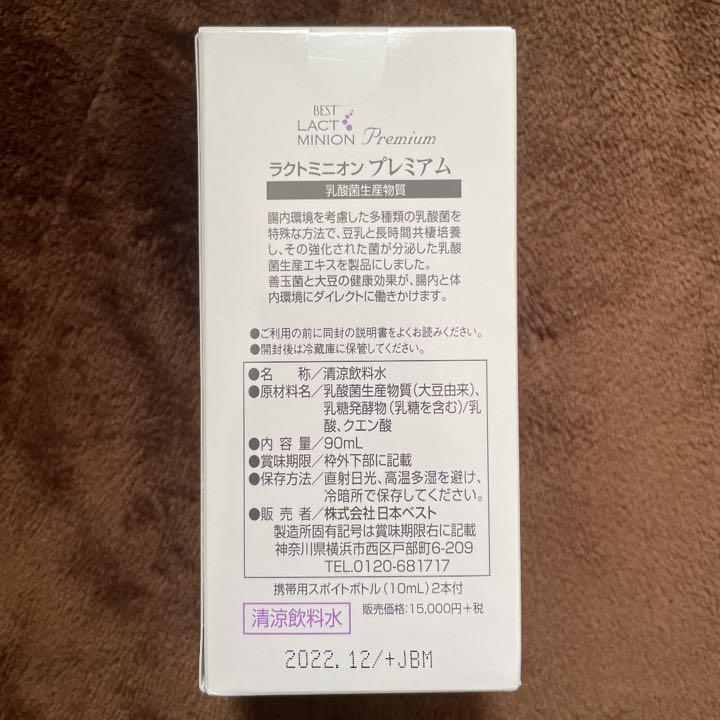 BEST
LACT
MINION Premium
ラクトミニオン プレミアム
乳酸菌生産物質
腸内環境を考慮した多種類の乳酸菌を
特殊な方法で、豆乳と長時間共棲培養
し、その強化された菌が分泌した乳酸
菌生産エキスを製品にしました。
善玉菌と大豆の健康効果が、腸内と体
内環境にダイレクトに働きかけます。
●ご利用の前に同封の説明書をよくお読みください。
●開封後は冷蔵庫に保管してください。
●名 称/清涼飲料水
●原材料名/乳酸菌生産物質(大豆由来)、
乳糖発酵物(乳糖を含む)/乳
酸、クエン酸
●内容量/90mL
●賞味期限/枠外下部に記載
●保存方法/直射日光、高温多湿を避け、
冷暗所で保存してください。
●販売者/株式会社日本ベスト
製造所固有記号は賞味期限右に記載
神奈川県横浜市西区戸部町6-209
TEL.0120-681717
携帯用スポイトボトル(10mL)2本付
清涼飲料水 販売価格:15,000円+税
2022.12/+JBM